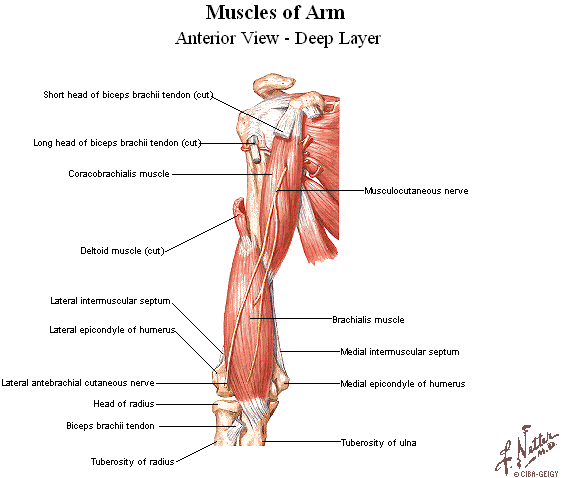 Muscles of Arm
Anterior View - Deep Layer
Short head of biceps brachii tendon (cut)
Long head of biceps brachii tendon (cut)
Coracobrachialis muscle
Musculocutaneous nerve
Deltoid muscle (cut)
Lateral intermuscular septum
Brachialis muscle
Lateral epicondyle of humerus
Medial intermuscular septum
Lateral antebrachial cutaneous nerve
Medial epicondyle of humerus
Head of radius
Biceps brachii tendon
Tuberosity of ulna
Tuberosity of radius
F. Netter
M.D.
© CIBA-GEIGY